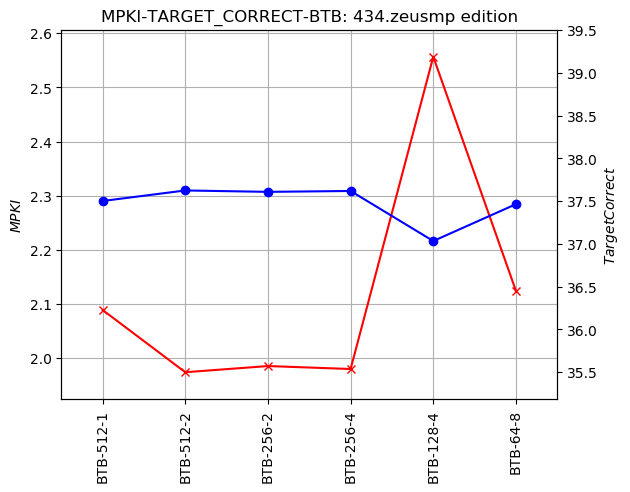 MPKI-TARGET_CORRECT-BTB: 434.zeusmp edition
2.6
2.5
2.4
2.3
2.2
2.1
2.0
MPKI
39.5
39.0
38.5
38.0
37.5
37.0
36.5
36.0
35.5
TargetCorrect
BTB-512-1
BTB-512-2
BTB-256-2
BTB-256-4
BTB-128-4
BTB-64-8